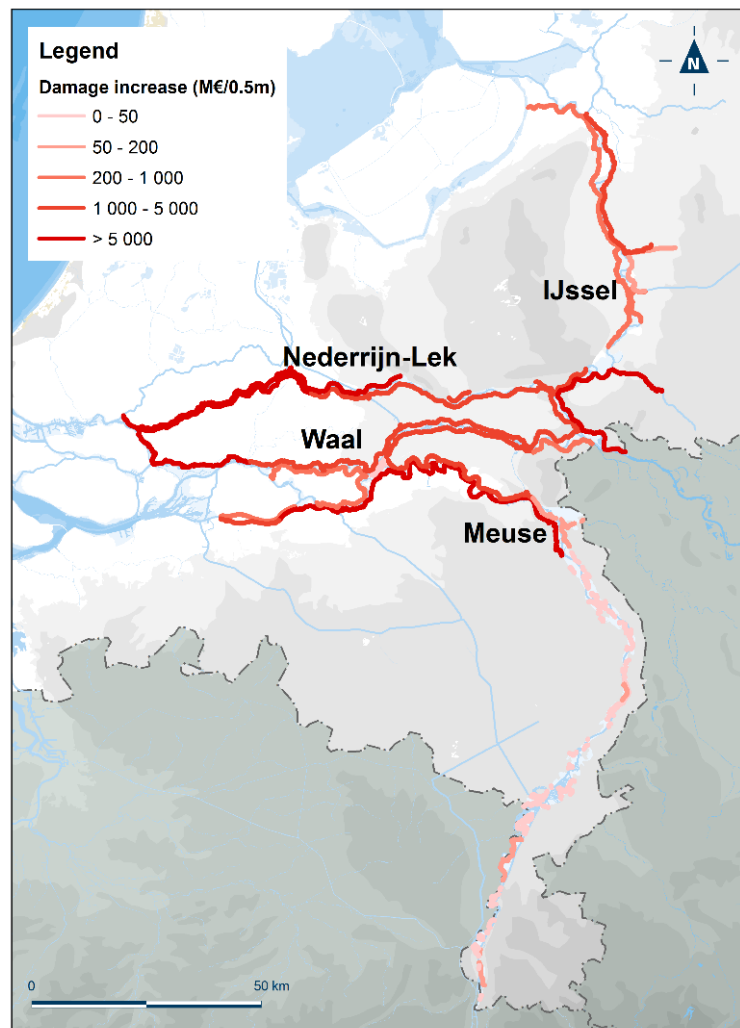 Legend
Damage increase (M€/0.5m)
0 - 50
50 - 200
200 - 1 000
1 000 - 5 000
> 5 000
N
IJssel
Nederrijn-Lek
Waal
Meuse
0 50 km